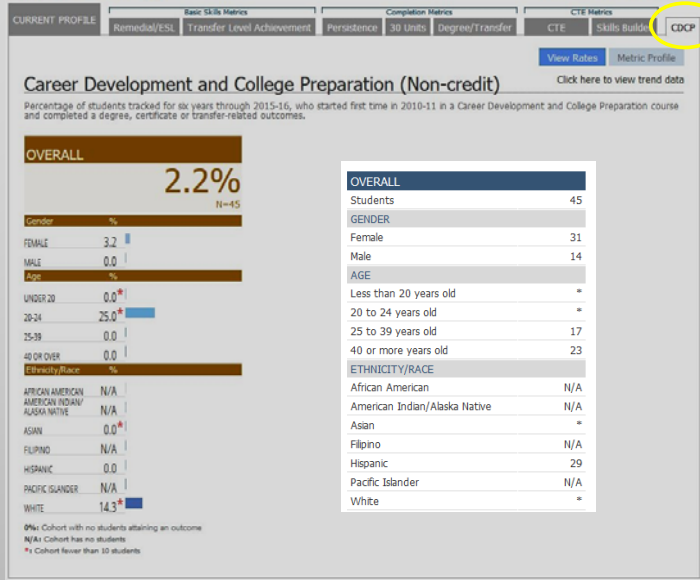 CURRENT PROFILE
Basic Skills Metrics
Completion Metrics
CTE Metrics
Remedial/ESL Transfer Level Achievement Persistence 30 Units Degree/Transfer CTE Skills Builder CDCP
View Rates Metric Profile
Career Development and College Preparation (Non-credit)
Click here to view trend data
Percentage of students tracked for six years through 2015-16, who started first time in 2010-11 in a Career Development and College Preparation course
and completed a degree, certificate or transfer-related outcomes.
OVERALL
2.2%
N=45
Gender %
FEMALE 3.2
MALE 0.0
Age %
UNDER 20 0.0*
20-24 25.0*
25-39 0.0
40 OR OVER 0.0
Ethnicity/Race %
AFRICAN AMERICAN N/A
AMERICAN INDIAN/
ALASKA NATIVE N/A
ASIAN 0.0*
FILIPINO N/A
HISPANIC 0.0
PACIFIC ISLANDER N/A
WHITE 14.3*
0%: Cohort with no students attaining an outcome
N/A: Cohort has no students
*: Cohort fewer than 10 students
OVERALL
Students 45
GENDER
Female 31
Male 14
AGE
Less than 20 years old *
20 to 24 years old *
25 to 39 years old 17
40 or more years old 23
ETHNICITY/RACE
African American N/A
American Indian/Alaska Native N/A
Asian *
Filipino N/A
Hispanic 29
Pacific Islander N/A
White *